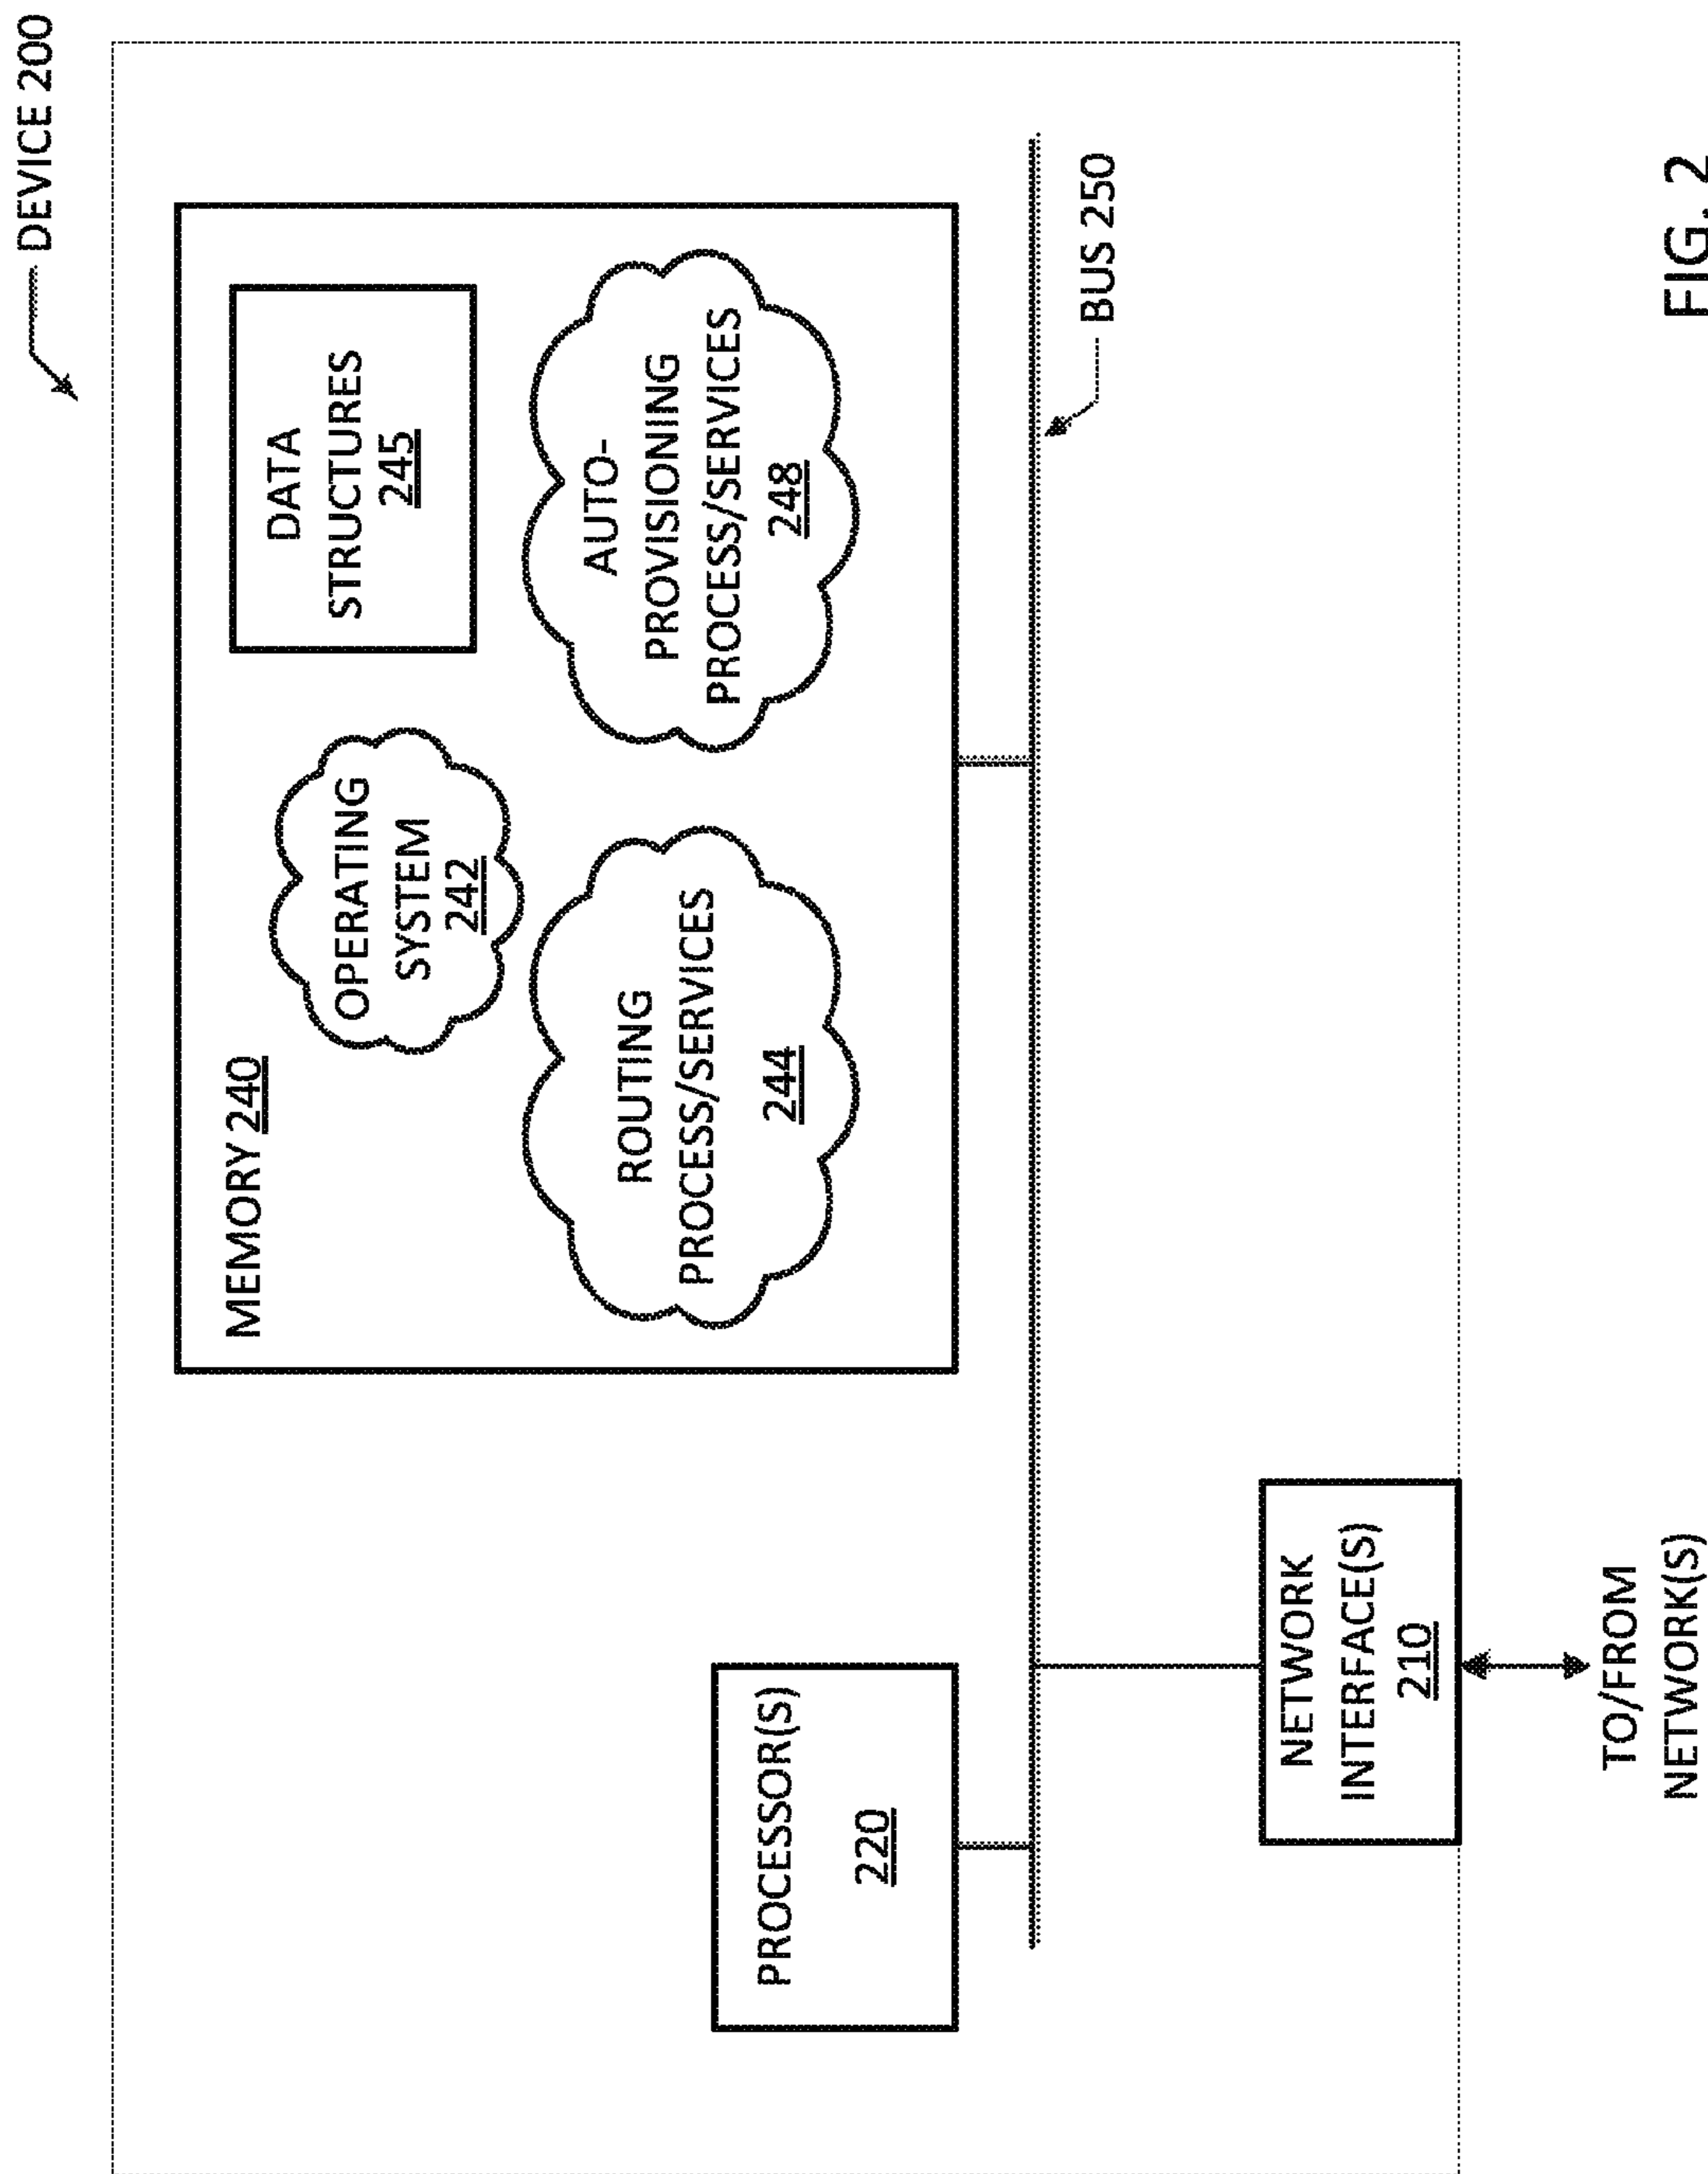 DEVICE 200
MEMORY 240
OPERATING
SYSTEM
242
DATA
STRUCTURES
245
ROUTING
PROCESS/SERVICES
244
AUTO-
PROVISIONING
PROCESS/SERVICES
248
PROCESSOR(S)
220
BUS 250
NETWORK
INTERFACE(S)
210
TO/FROM
NETWORK(S)
FIG. 2